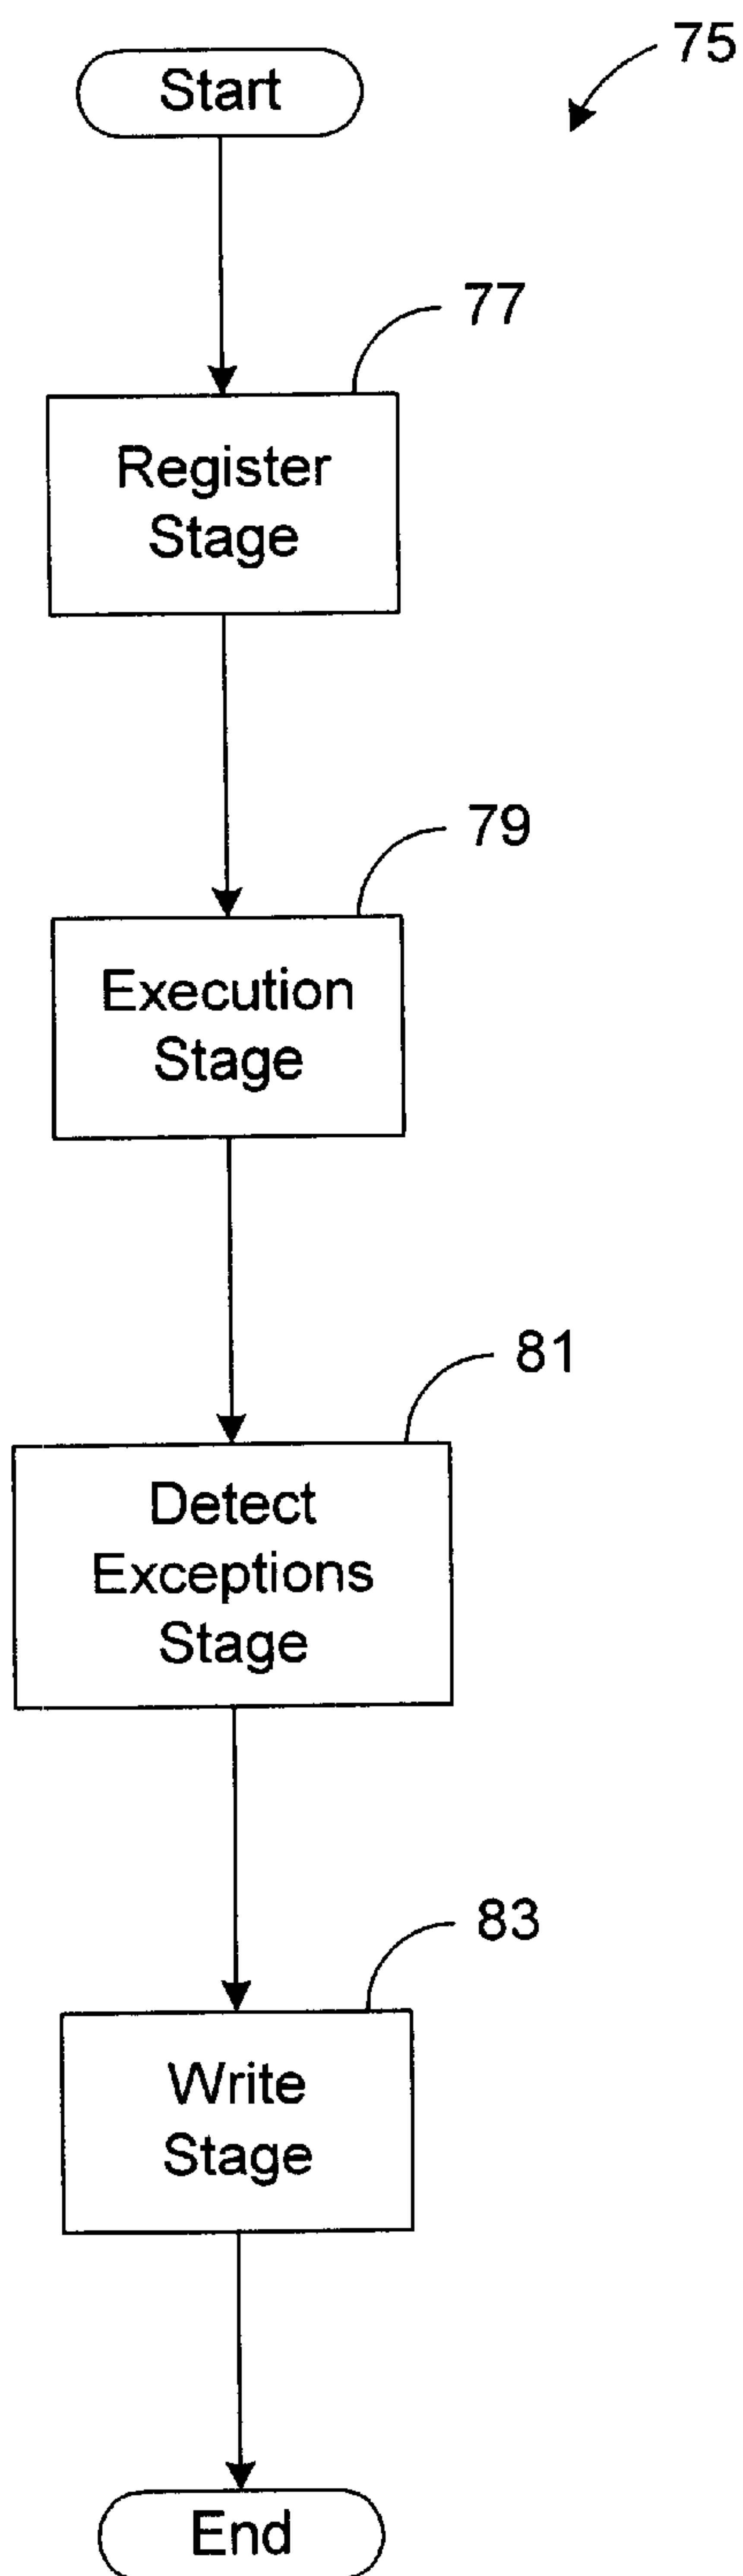 75
Start
77
Register
Stage
79
Execution
Stage
81
Detect
Exceptions
Stage
83
Write
Stage
End